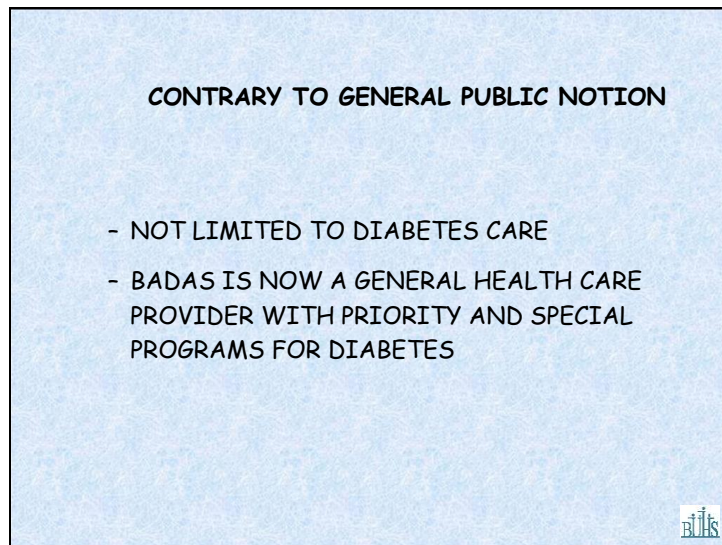 CONTRARY TO GENERAL PUBLIC NOTION
- NOT LIMITED TO DIABETES CARE
- BADAS IS NOW A GENERAL HEALTH CARE
PROVIDER WITH PRIORITY AND SPECIAL
PROGRAMS FOR DIABETES
BUHS